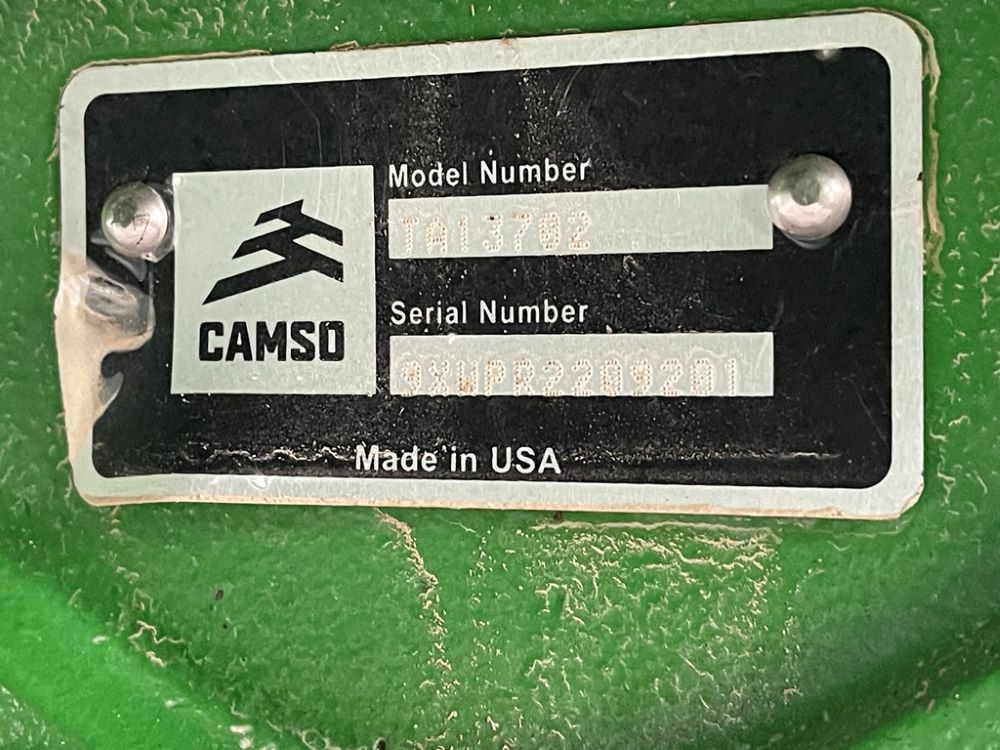 Model Number
TA13702
CAMSO
Serial Number
9XWPR2209201
Made in USA